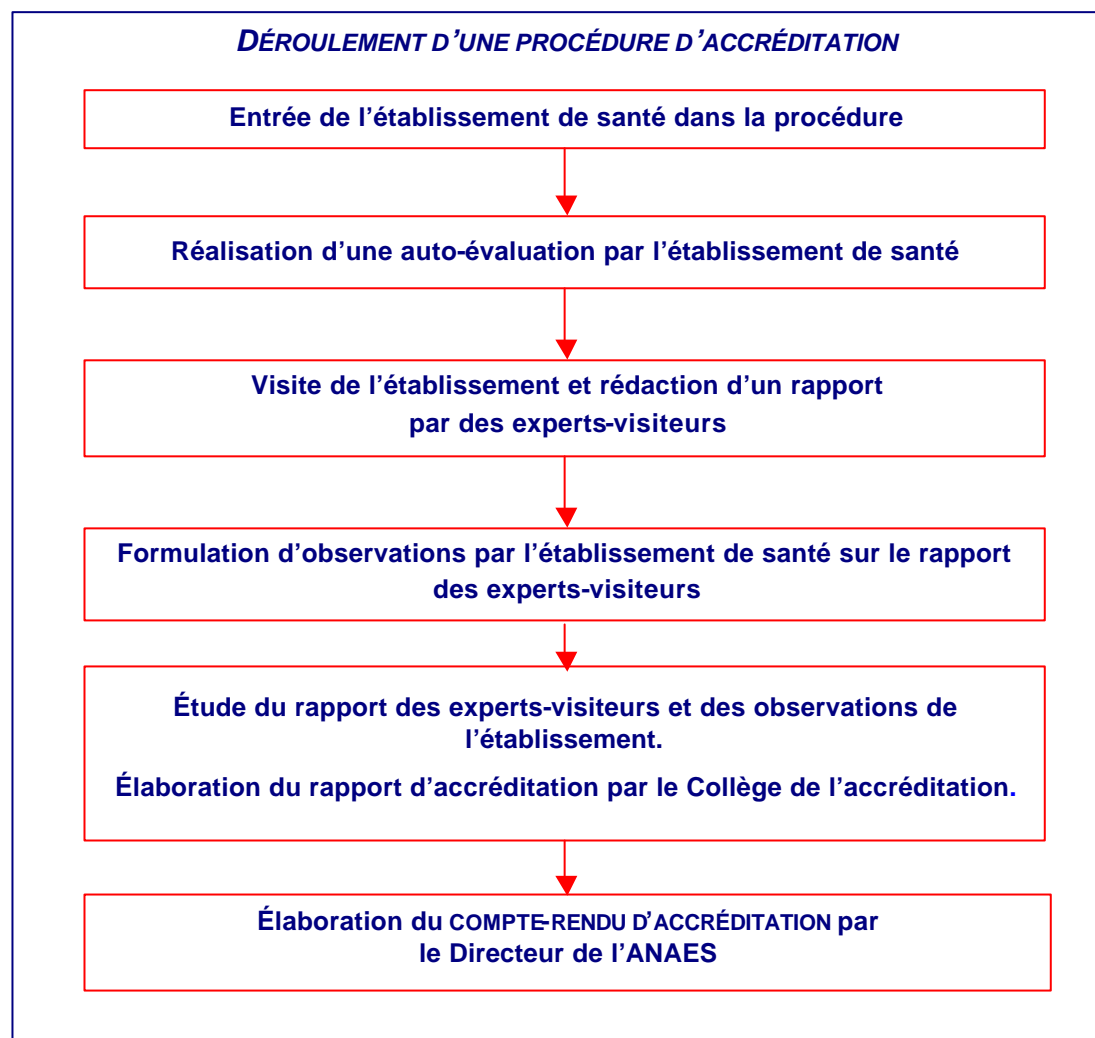 DÉROULEMENT D’UNE PROCÉDURE D’ACCRÉDITATION
Entrée de l’établissement de santé dans la procédure
Réalisation d’une auto-évaluation par l’établissement de santé
Visite de l’établissement et rédaction d’un rapport
par des experts-visiteurs
Formulation d’observations par l’établissement de santé sur le rapport
des experts-visiteurs
Étude du rapport des experts-visiteurs et des observations de
l’établissement.
Élaboration du rapport d’accréditation par le Collège de l’accréditation.
Élaboration du COMPTE-RENDU D’ACCRÉDITATION par
le Directeur de l’ANAES